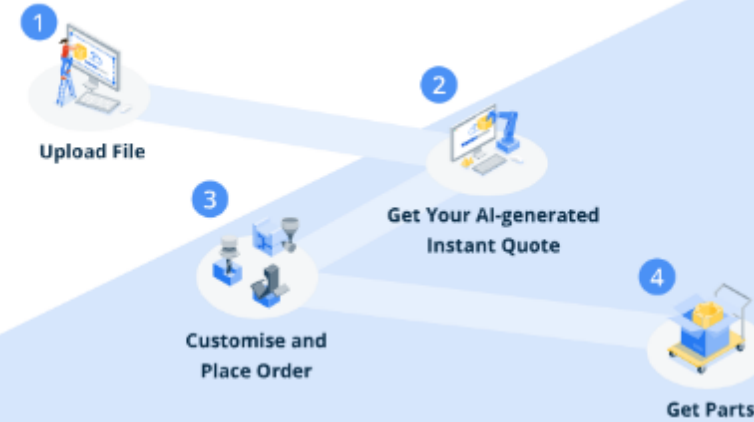 1
Upload File
2
Get Your AI-generated
Instant Quote
3
Customise and
Place Order
4
Get Parts